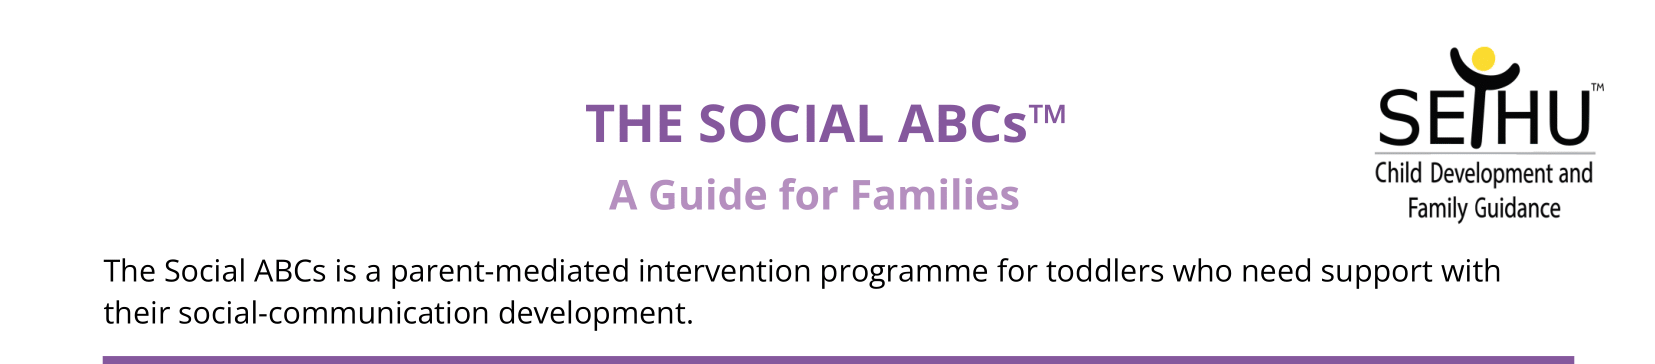 THE SOCIAL ABCs™
A Guide for Families
SETHU™
Child Development and
Family Guidance
The Social ABCs is a parent-mediated intervention programme for toddlers who need support with
their social-communication development.